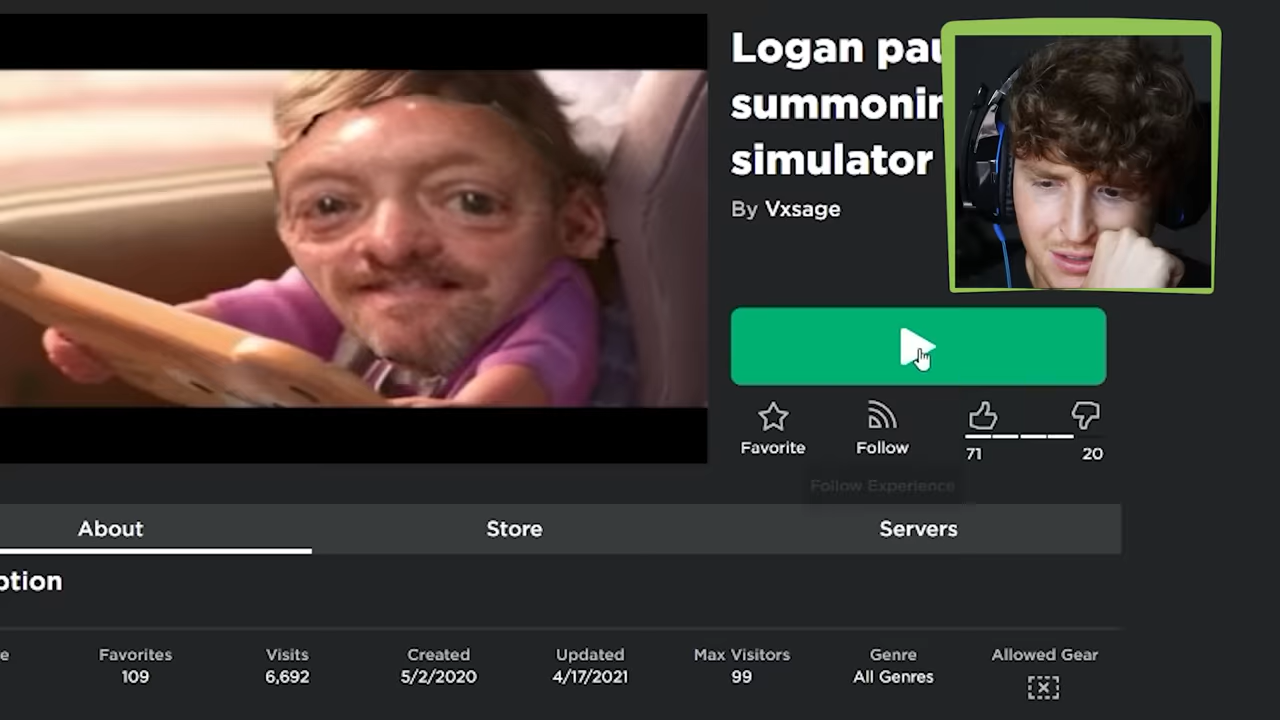 Logan pau
summonin
simulator
By Vxsage
Favorite
Follow
71
20
Follow Experience
About
Store
Servers
ption
e
Favorites
Visits
Created
Updated
Max Visitors
Genre
Allowed Gear
109
6,692
5/2/2020
4/17/2021
99
All Genres